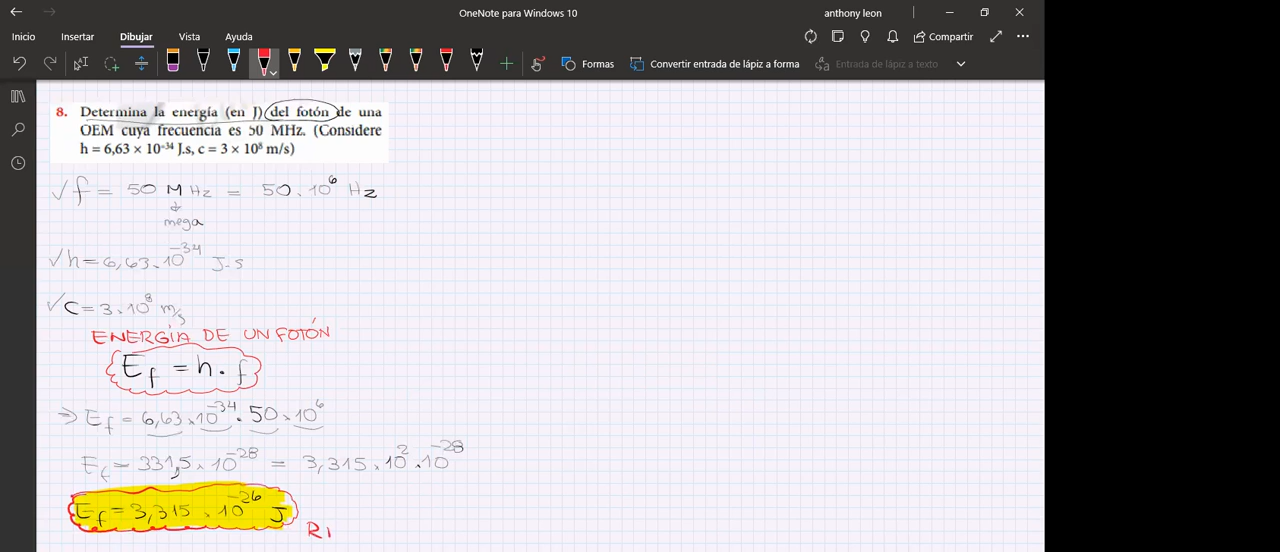 OneNote para Windows 10
anthony leon
Inicio Insertar Dibujar Vista Ayuda
Compartir
Formas Convertir entrada de lápiz a forma Entrada de lápiz a texto
8. Determina la energía (en J) del fotón de una
OEM cuya frecuencia es 50 MHz. (Considere
h = 6,63 × 10⁻³⁴ J.s, c = 3 × 10⁸ m/s)
√ f = 50 M Hz = 50 . 10⁶ Hz
mega
√ h = 6,63 . 10⁻³⁴ J.s
√ c = 3 . 10⁸ m/s
ENERGÍA DE UN FOTÓN
E_f = h . f
⇒ E_f = 6,63 × 10⁻³⁴ . 50 × 10⁶
E_f = 331,5 × 10⁻²⁸ = 3,315 × 10² . 10⁻²⁸
E_f = 3,315 × 10⁻²⁶ J